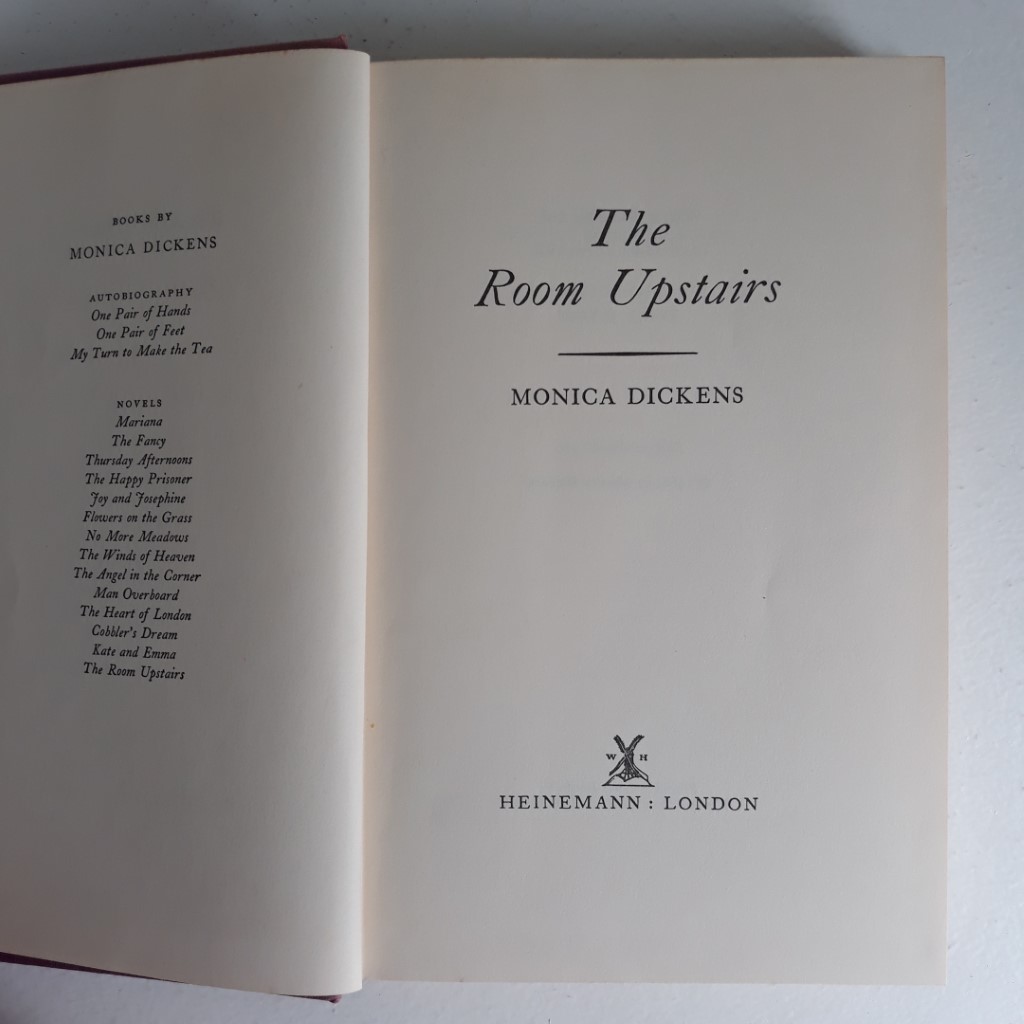 BOOKS BY
MONICA DICKENS
AUTOBIOGRAPHY
One Pair of Hands
One Pair of Feet
My Turn to Make the Tea
NOVELS
Mariana
The Fancy
Thursday Afternoons
The Happy Prisoner
Joy and Josephine
Flowers on the Grass
No More Meadows
The Winds of Heaven
The Angel in the Corner
Man Overboard
The Heart of London
Cobbler's Dream
Kate and Emma
The Room Upstairs
The
Room Upstairs
MONICA DICKENS
W H
HEINEMANN : LONDON